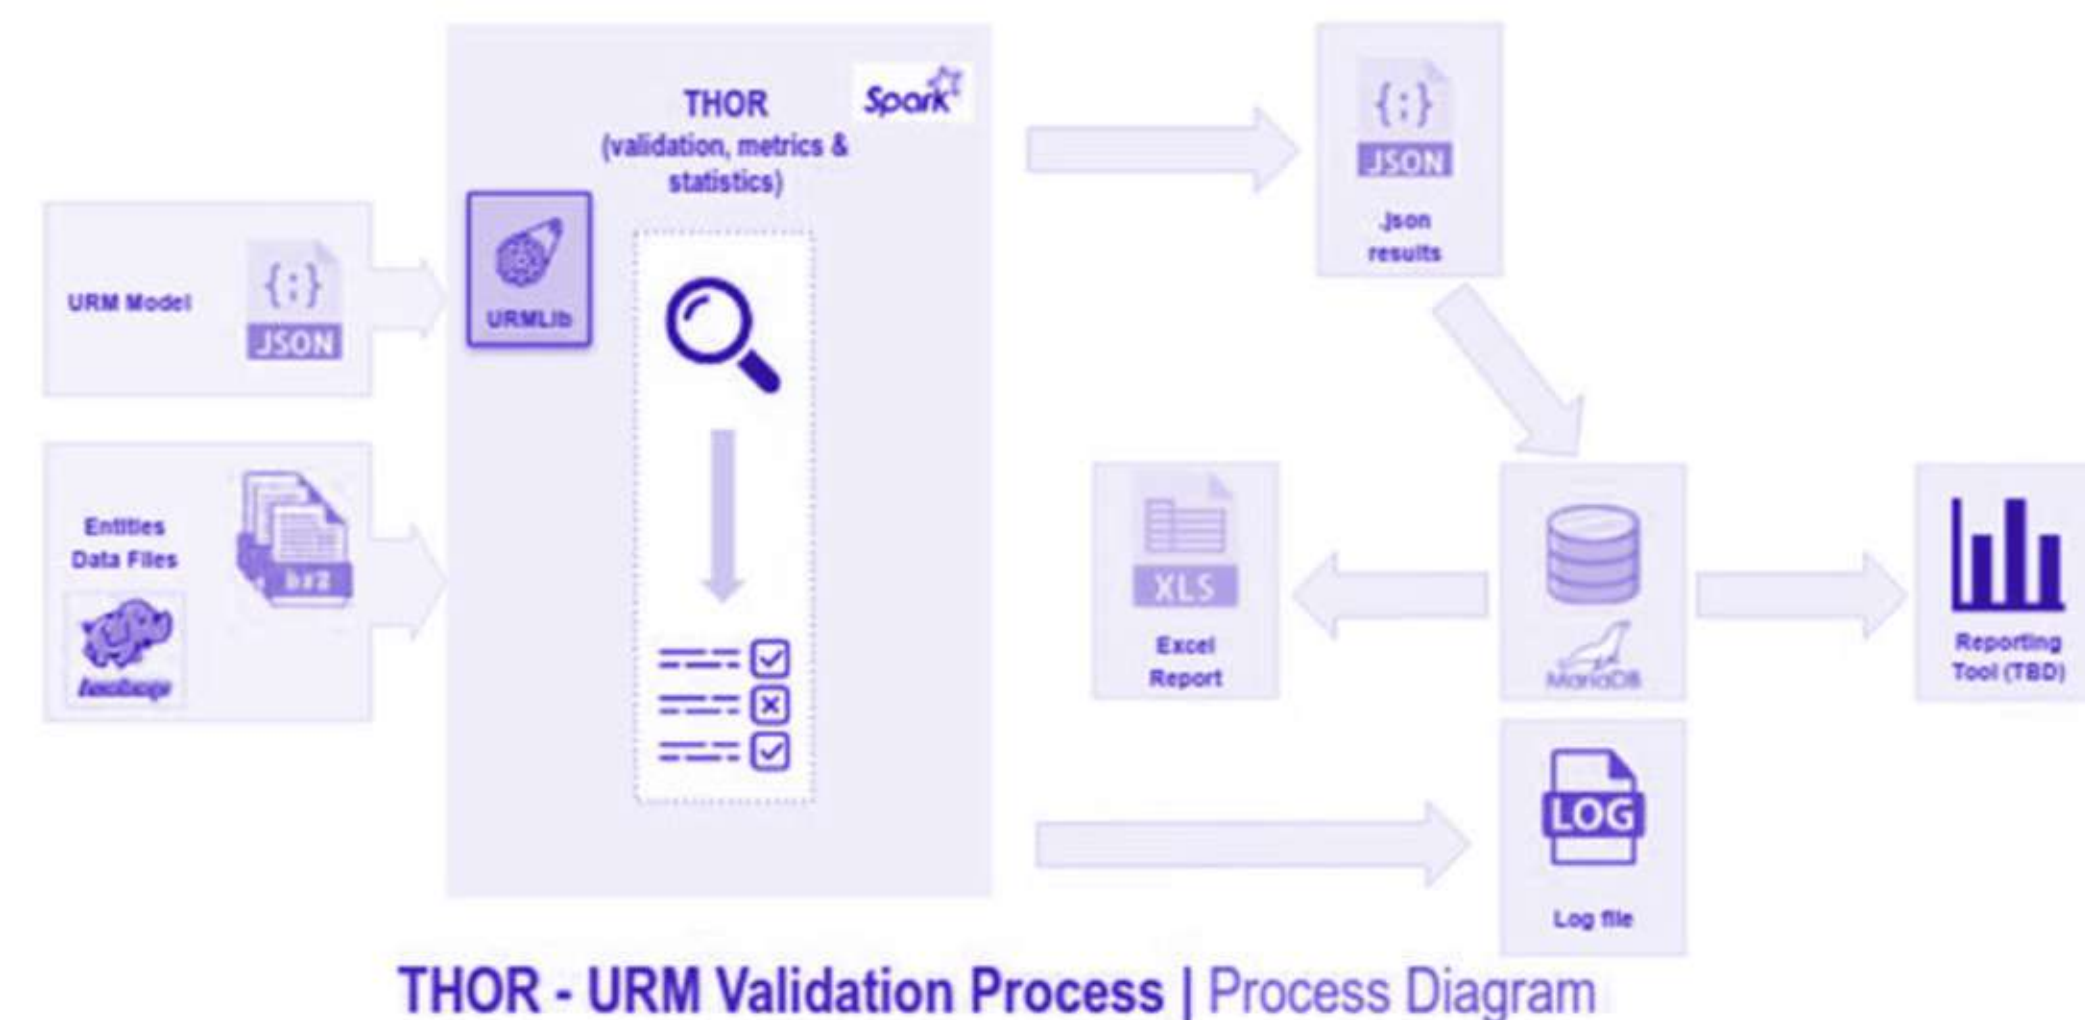 THOR
(validation, metrics &
statistics)
Spark
{;}
JSON
.json
results
URM Model
{;}
JSON
URMLib
Entities
Data Files
bz2
hadoop
XLS
Excel
Report
MariaDB
Reporting
Tool (TBD)
LOG
Log file
THOR - URM Validation Process | Process Diagram